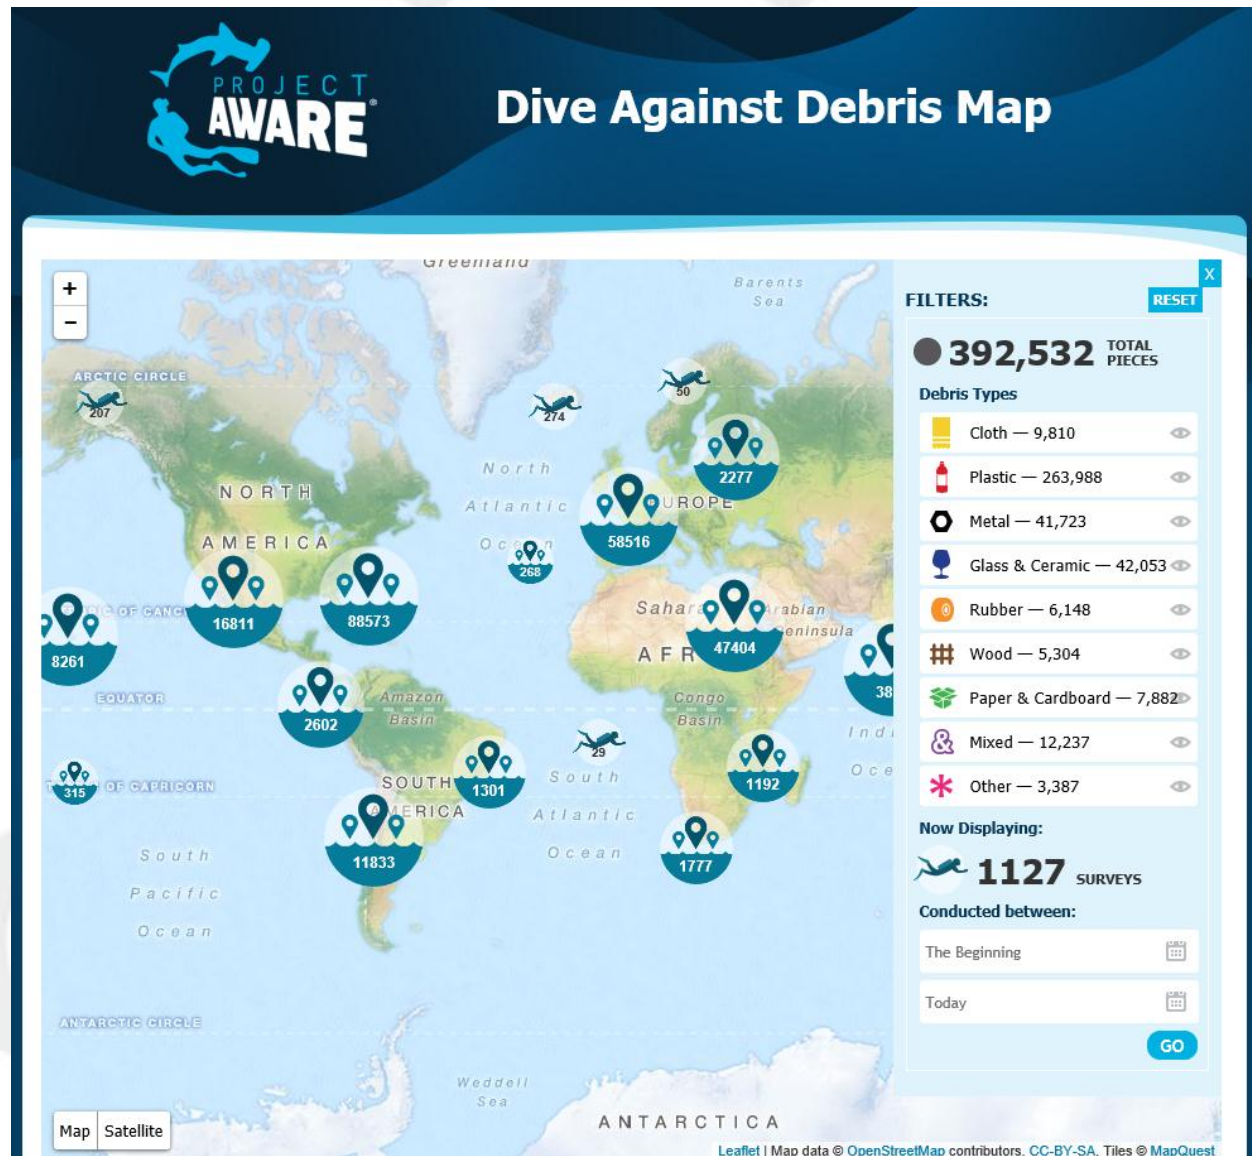 PROJECT
AWARE®
Dive Against Debris Map
+
−
Greenland
Barents
Sea
X
FILTERS:
RESET
392,532 TOTAL PIECES
Debris Types
Cloth — 9,810
Plastic — 263,988
Metal — 41,723
Glass & Ceramic — 42,053
Rubber — 6,148
Wood — 5,304
Paper & Cardboard — 7,882
Mixed — 12,237
Other — 3,387
Now Displaying:
1127 SURVEYS
Conducted between:
The Beginning
Today
GO
ARCTIC CIRCLE
207
274
50
2277
NORTH
AMERICA
North
Atlantic
EUROPE
58516
268
16811
88573
8261
47404
Arabian
Peninsula
2602
EQUATOR
Amazon
Basin
Congo
Basin
29
315
OF CAPRICORN
SOUTH
AMERICA
1301
1192
South
Atlantic
Ocean
11833
1777
South
Pacific
Ocean
ANTARCTIC CIRCLE
Weddell
Sea
ANTARCTICA
Map
Satellite
Leaflet | Map data © OpenStreetMap contributors, CC-BY-SA, Tiles © MapQuest